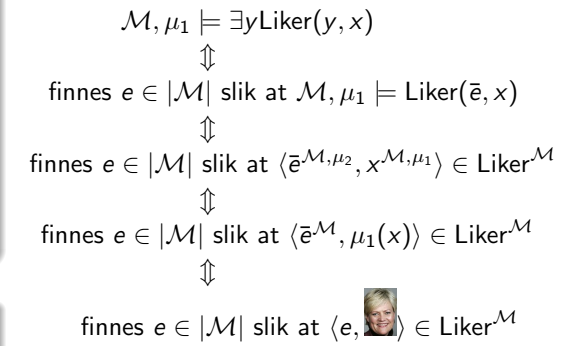 ℳ, μ₁ ⊨ ∃yLiker(y, x)
⇕
finnes e ∈ |ℳ| slik at ℳ, μ₁ ⊨ Liker(ē, x)
⇕
finnes e ∈ |ℳ| slik at ⟨ē^{ℳ,μ₂}, x^{ℳ,μ₁}⟩ ∈ Liker^ℳ
⇕
finnes e ∈ |ℳ| slik at ⟨ē^ℳ, μ₁(x)⟩ ∈ Liker^ℳ
⇕
finnes e ∈ |ℳ| slik at ⟨e, ⟩ ∈ Liker^ℳ